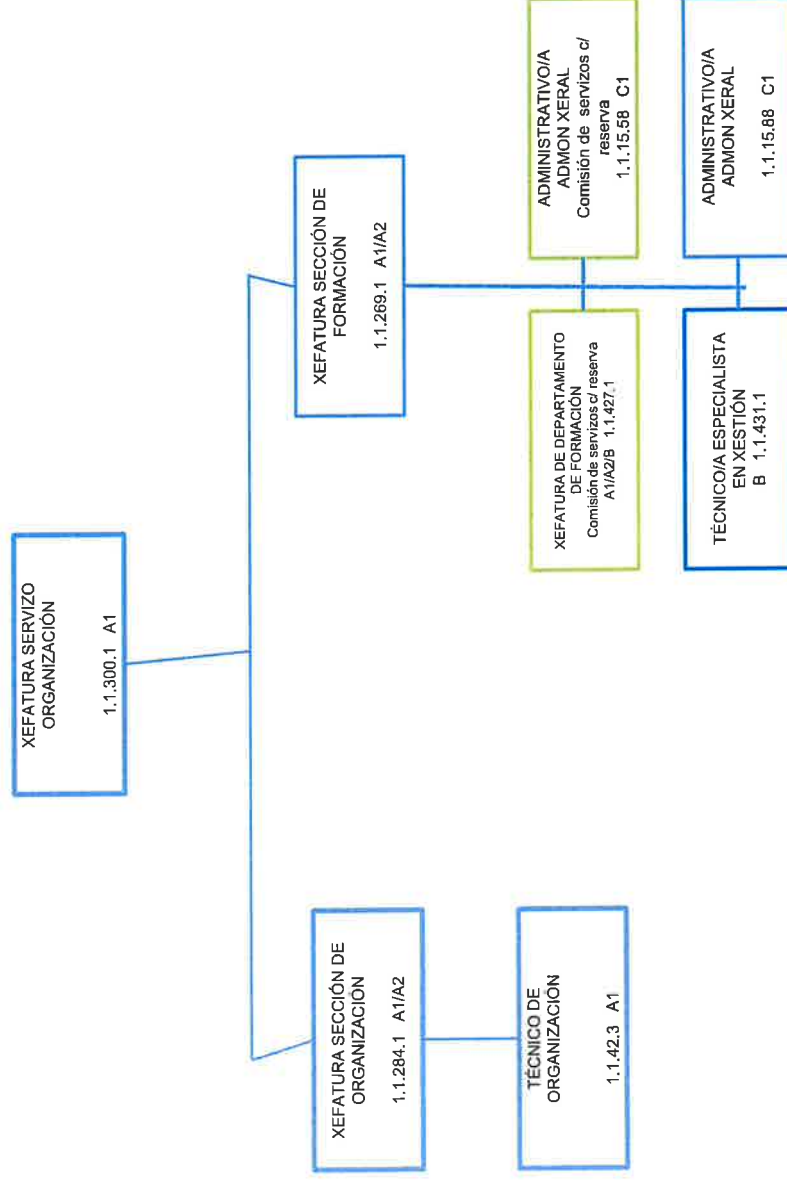 XEFATURA SERVIZO
ORGANIZACIÓN
1.1.300.1 A1
XEFATURA SECCIÓN DE
ORGANIZACIÓN
1.1.284.1 A1/A2
TÉCNICO DE
ORGANIZACIÓN
1.1.42.3 A1
XEFATURA SECCIÓN DE
FORMACIÓN
1.1.269.1 A1/A2
XEFATURA DE DEPARTAMENTO
DE FORMACIÓN
Comisión de servizos c/ reserva
A1/A2/B 1.1.427.1
ADMINISTRATIVO/A
ADMON XERAL
Comisión de servizos c/
reserva
1.1.15.58 C1
TÉCNICO/A ESPECIALISTA
EN XESTIÓN
B 1.1.431.1
ADMINISTRATIVO/A
ADMON XERAL
1.1.15.88 C1